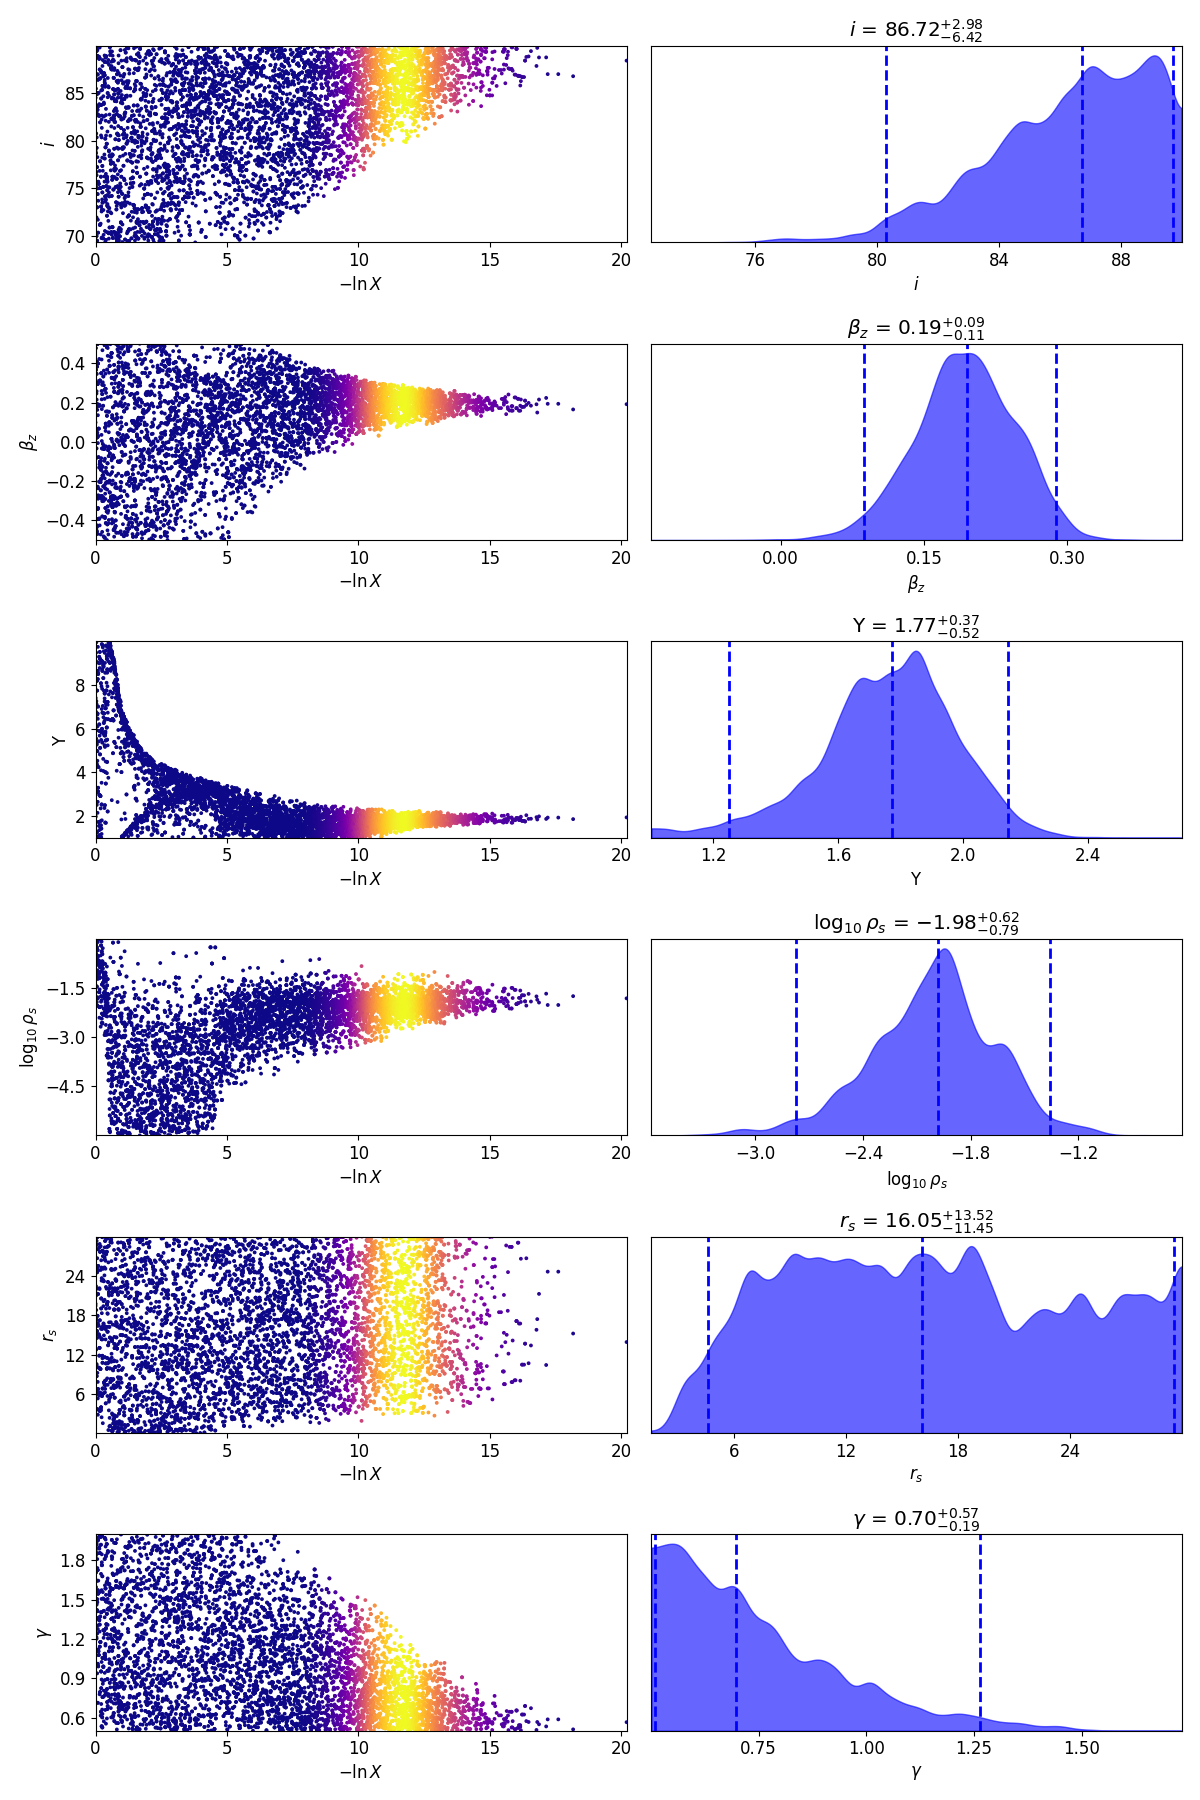 i = 86.72+2.98−6.42
85
80
75
70
i
0 5 10 15 20
−ln X
76 80 84 88
i
βz = 0.19+0.09−0.11
0.4
0.2
0.0
−0.2
−0.4
βz
0 5 10 15 20
−ln X
0.00 0.15 0.30
βz
Y = 1.77+0.37−0.52
8
6
4
2
Y
0 5 10 15 20
−ln X
1.2 1.6 2.0 2.4
Y
log10 ρs = −1.98+0.62−0.79
−1.5
−3.0
−4.5
log10 ρs
0 5 10 15 20
−ln X
−3.0 −2.4 −1.8 −1.2
log10 ρs
rs = 16.05+13.52−11.45
24
18
12
6
rs
0 5 10 15 20
−ln X
6 12 18 24
rs
γ = 0.70+0.57−0.19
1.8
1.5
1.2
0.9
0.6
γ
0 5 10 15 20
−ln X
0.75 1.00 1.25 1.50
γ